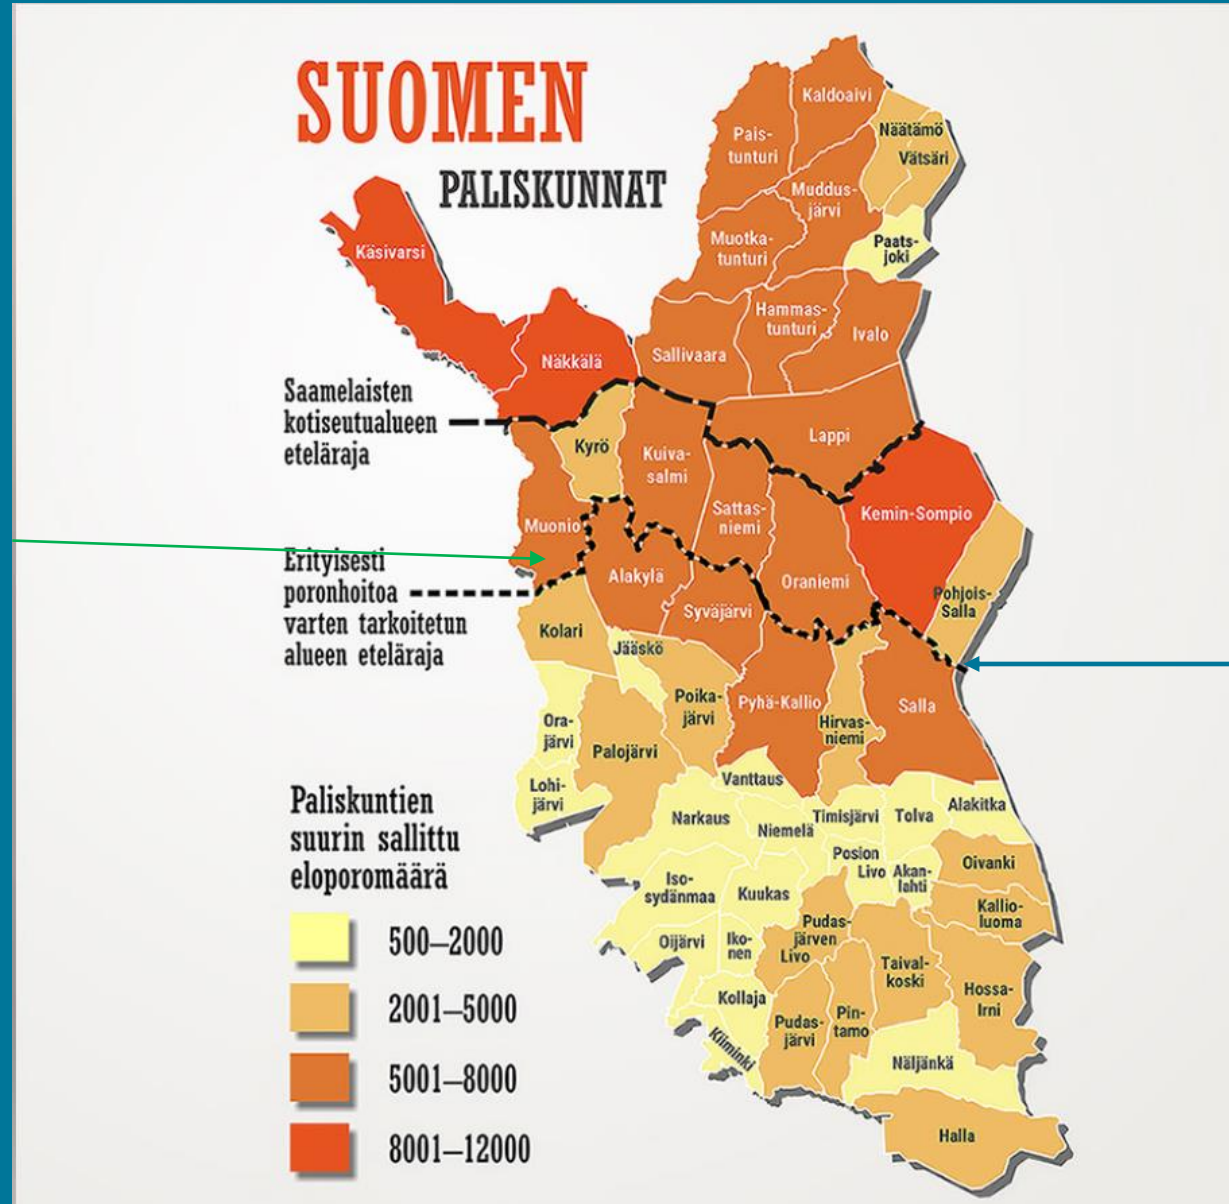 SUOMEN
PALISKUNNAT
Kaldoaivi
Pais-
tunturi
Näätämö
Vätsäri
Muddus-
järvi
Muotka-
tunturi
Paats-
joki
Käsivarsi
Hammas-
tunturi
Ivalo
Näkkälä
Sallivaara
Saamelaisten
kotiseutualueen
eteläraja
Lappi
Kyrö
Kuiva-
salmi
Sattas-
niemi
Kemin-Sompio
Muonio
Erityisesti
poronhoitoa
varten tarkoitetun
alueen eteläraja
Alakylä
Oraniemi
Pohjois-
Salla
Syväjärvi
Kolari
Jääskö
Poika-
järvi
Pyhä-Kallio
Hirvas-
niemi
Salla
Ora-
järvi
Palojärvi
Lohi-
järvi
Vanttaus
Narkaus
Niemelä
Timisjärvi
Tolva
Alakitka
Posion
Livo
Akan-
lahti
Oivanki
Iso-
sydänmaa
Kuukas
Kallio-
luoma
Pudas-
järven
Livo
Oijärvi
Iko-
nen
Taival-
koski
Hossa-
Irni
Kollaja
Pudas-
järvi
Pin-
tamo
Kiiminki
Näljänkä
Halla
Paliskuntien
suurin sallittu
eloporomäärä
500–2000
2001–5000
5001–8000
8001–12000